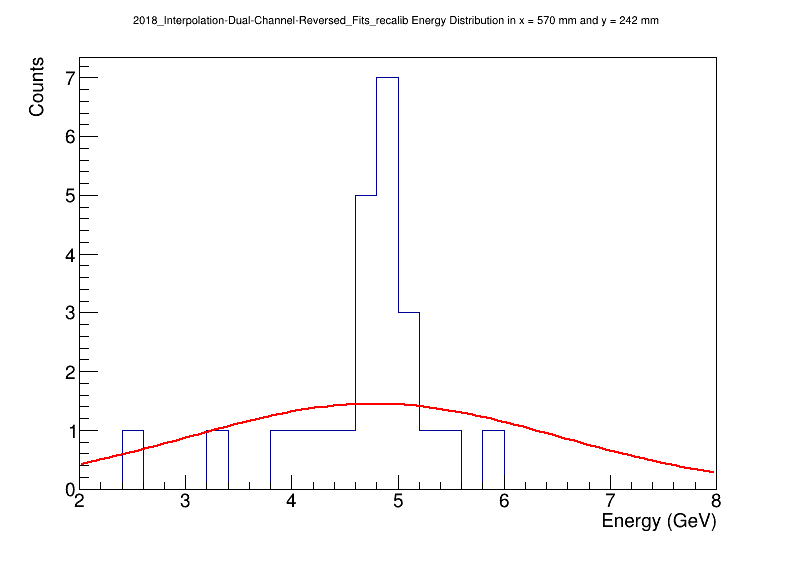 2018_Interpolation-Dual-Channel-Reversed_Fits_recalib Energy Distribution in x = 570 mm and y = 242 mm
Counts
7
6
5
4
3
2
1
0
2 3 4 5 6 7 8
Energy (GeV)